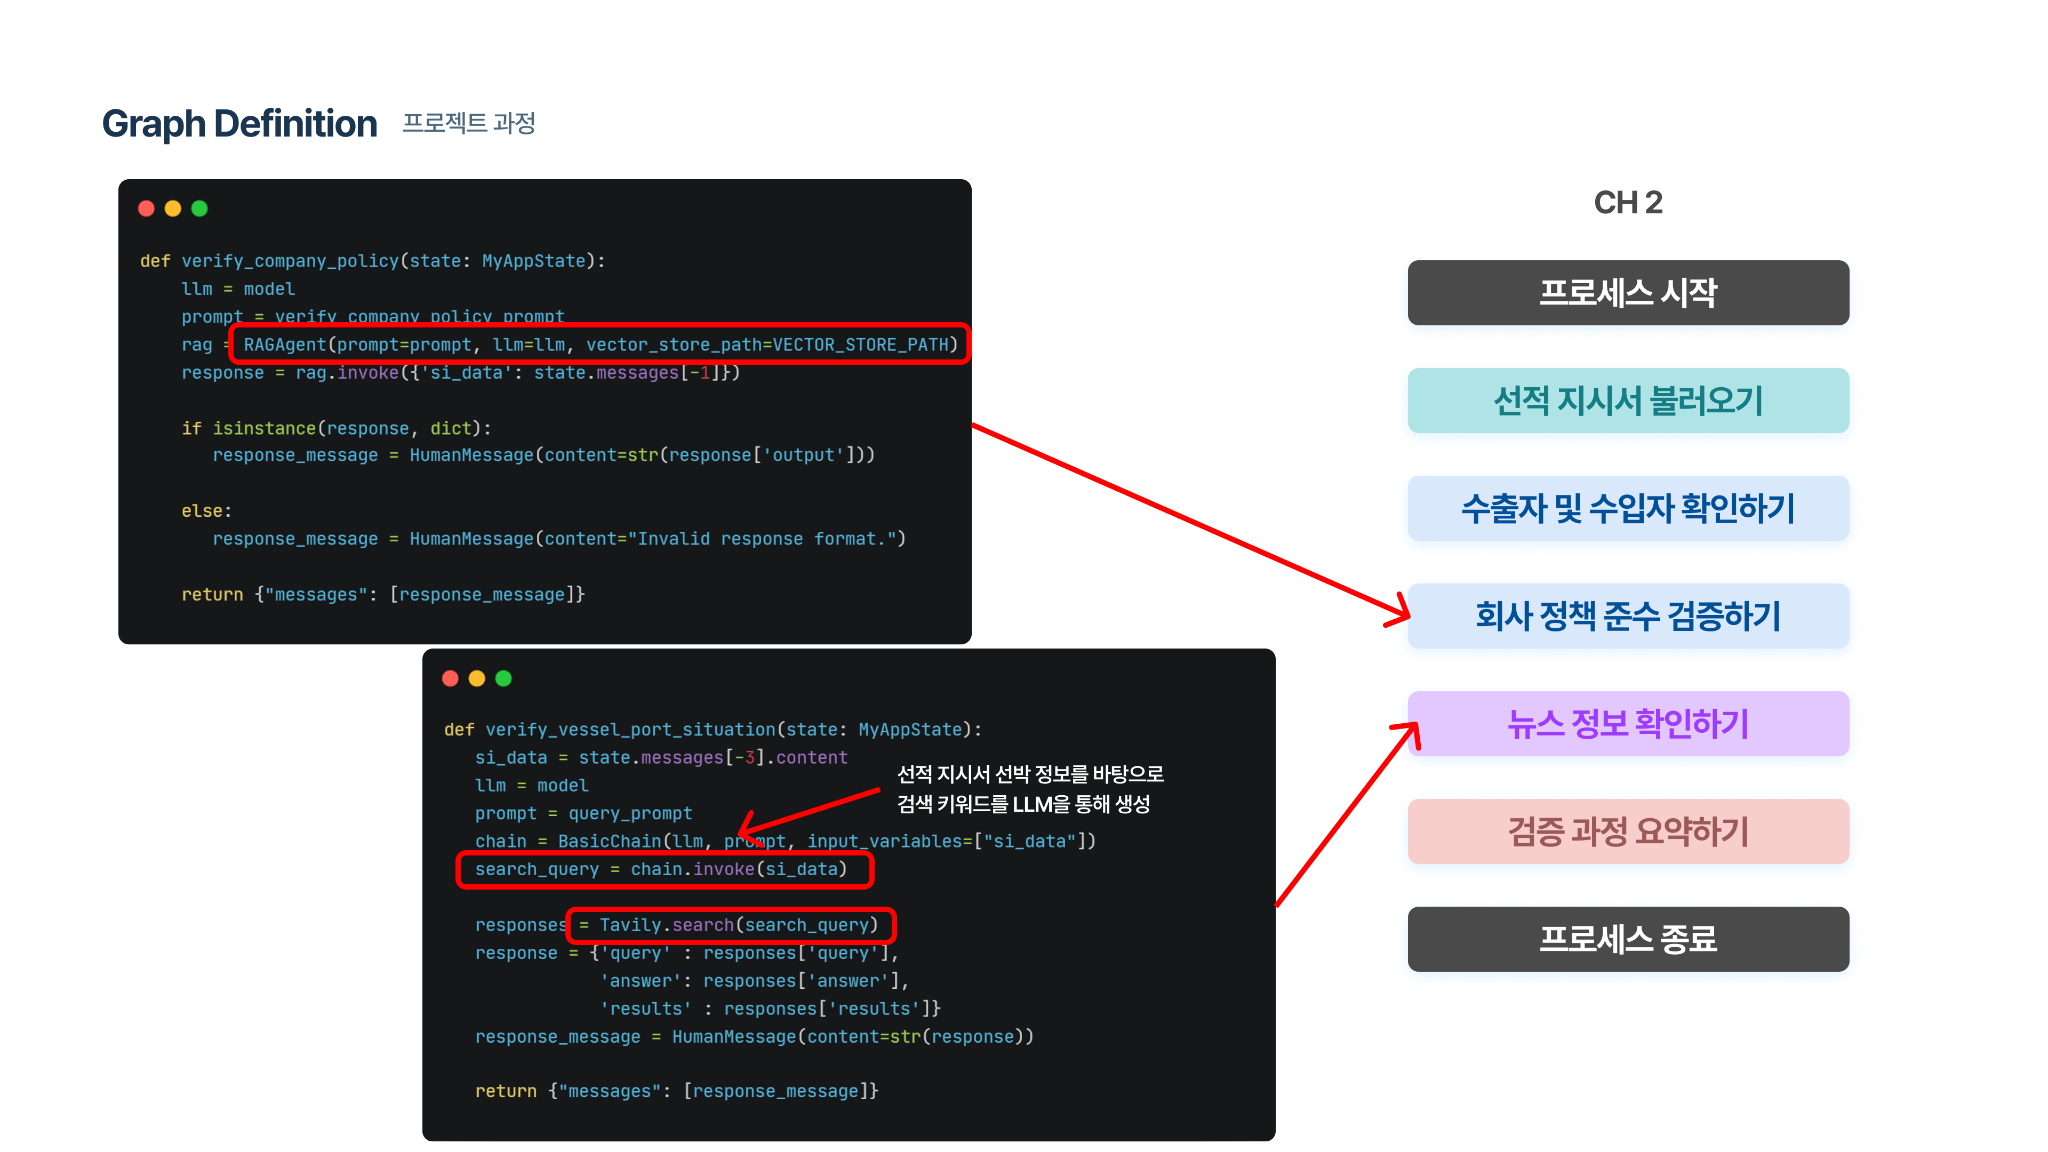 Graph Definition 프로젝트 과정
def verify_company_policy(state: MyAppState):
    llm = model
    prompt = verify_company_policy_prompt
    rag = RAGAgent(prompt=prompt, llm=llm, vector_store_path=VECTOR_STORE_PATH)
    response = rag.invoke({'si_data': state.messages[-1]})
    if isinstance(response, dict):
       response_message = HumanMessage(content=str(response['output']))
    else:
       response_message = HumanMessage(content="Invalid response format.")
    return {"messages": [response_message]}
def verify_vessel_port_situation(state: MyAppState):
   si_data = state.messages[-3].content
   llm = model
   prompt = query_prompt
   chain = BasicChain(llm, prompt, input_variables=["si_data"])
   search_query = chain.invoke(si_data)
   responses = Tavily.search(search_query)
   response = {'query' : responses['query'],
               'answer': responses['answer'],
               'results' : responses['results']}
   response_message = HumanMessage(content=str(response))
   return {"messages": [response_message]}
선적 지시서 선박 정보를 바탕으로
검색 키워드를 LLM을 통해 생성
CH 2
프로세스 시작
선적 지시서 불러오기
수출자 및 수입자 확인하기
회사 정책 준수 검증하기
뉴스 정보 확인하기
검증 과정 요약하기
프로세스 종료